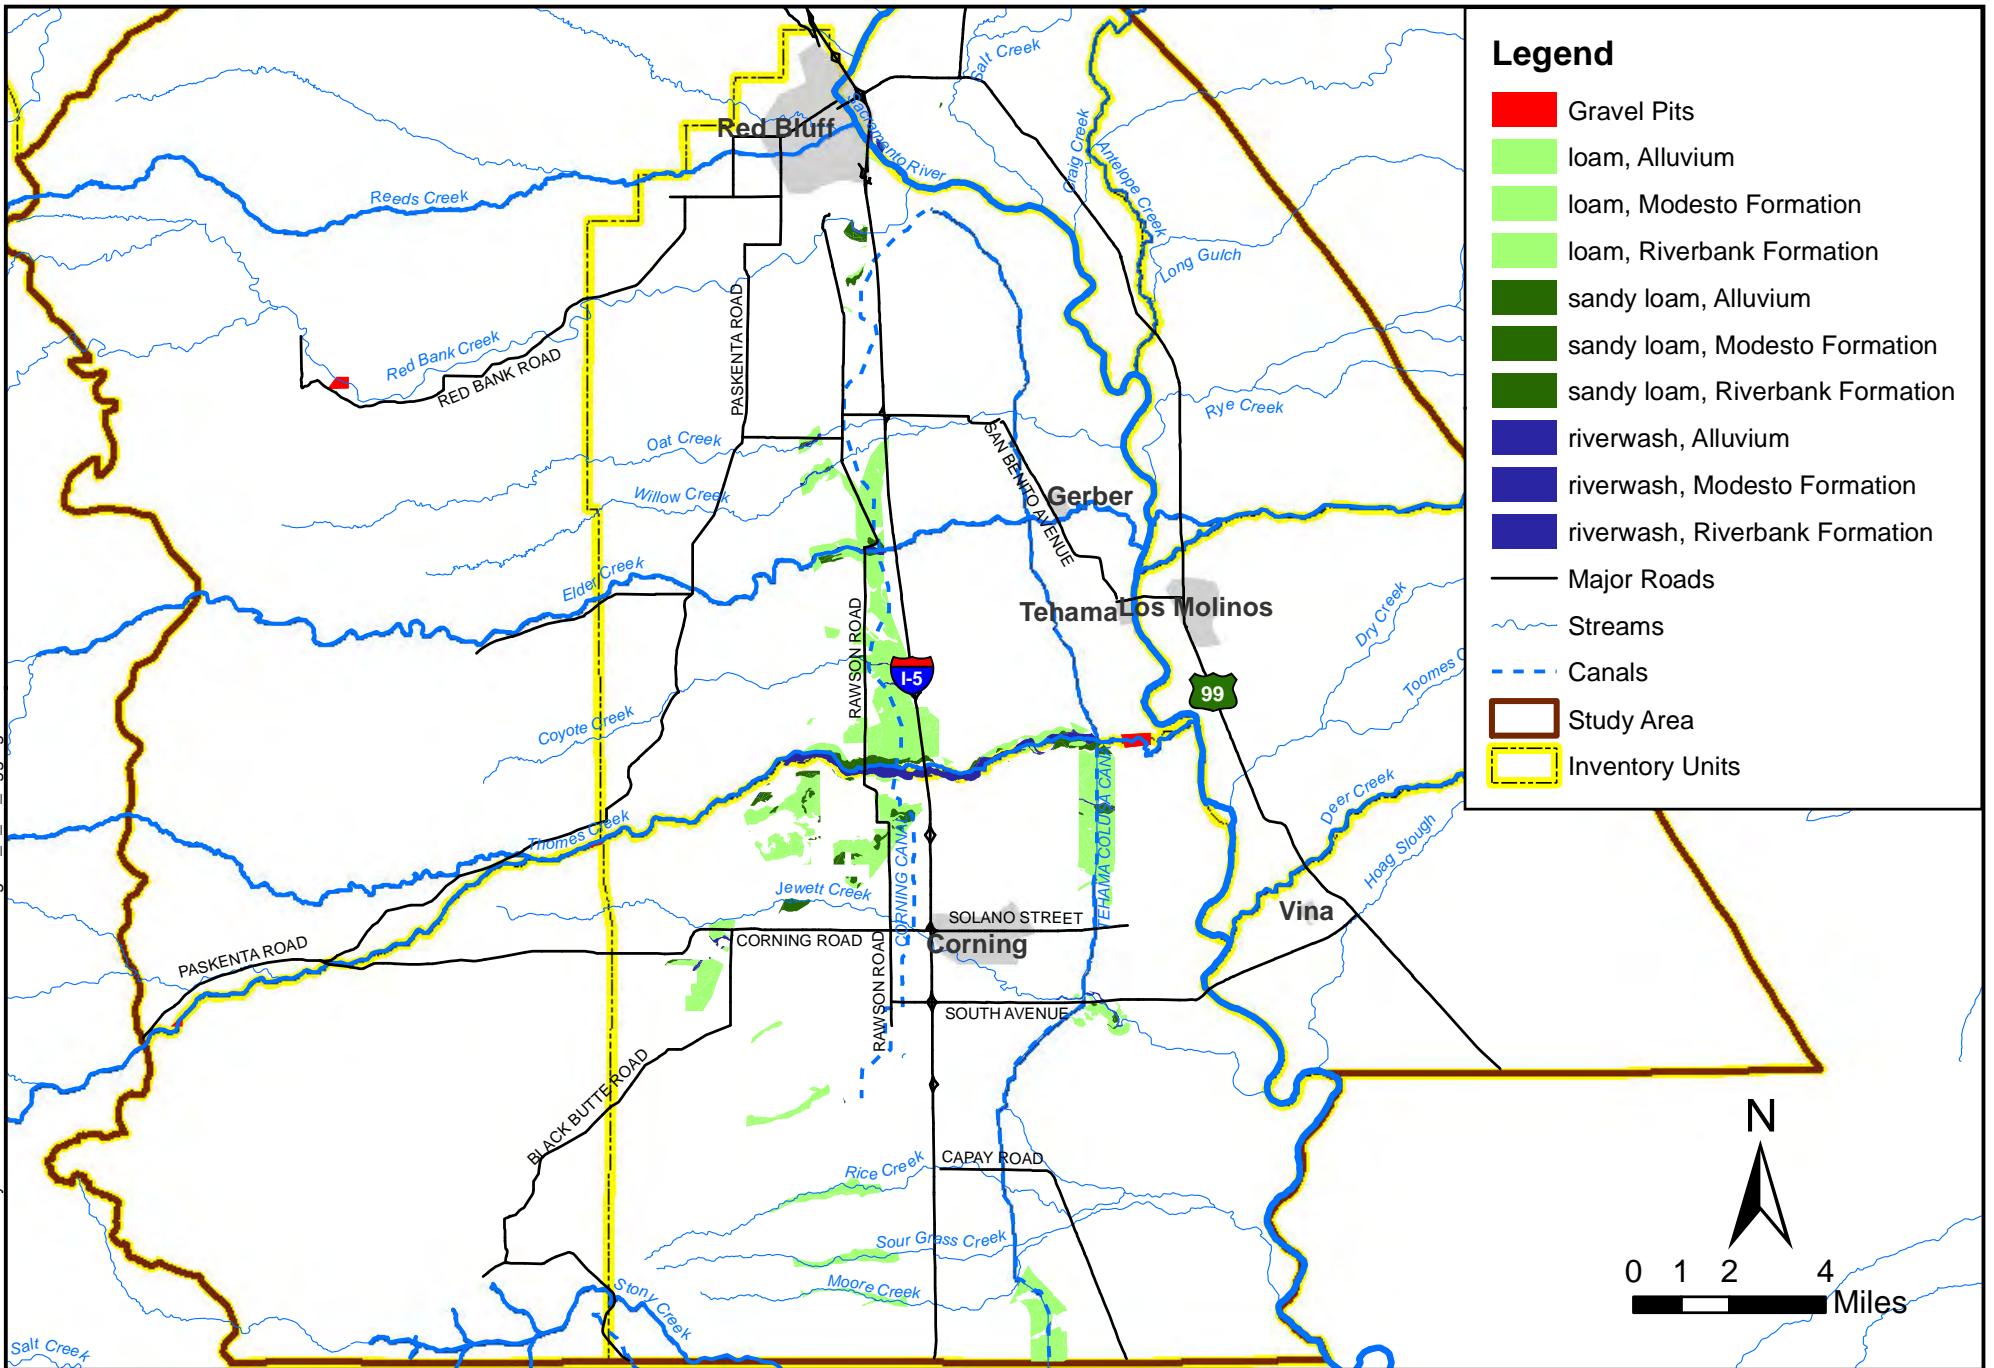 Legend
Gravel Pits
loam, Alluvium
loam, Modesto Formation
loam, Riverbank Formation
sandy loam, Alluvium
sandy loam, Modesto Formation
sandy loam, Riverbank Formation
riverwash, Alluvium
riverwash, Modesto Formation
riverwash, Riverbank Formation
Major Roads
Streams
Canals
Study Area
Inventory Units
Salt Creek
Red Bluff
Sacramento River
Craig Creek
Antelope Creek
Reeds Creek
Long Gulch
PASKENTA ROAD
Red Bank Creek
RED BANK ROAD
Rye Creek
Oat Creek
SAN BENITO AVENUE
Willow Creek
Gerber
Elder Creek
Tehama
Los Molinos
Dry Creek
RAWSON ROAD
I-5
99
Toomes C
Coyote Creek
TEHAMA COLUSA CANA
Deer Creek
Thomes Creek
CORNING CANAL
Hoag Slough
Jewett Creek
SOLANO STREET
Vina
CORNING ROAD
Corning
PASKENTA ROAD
RAWSON ROAD
SOUTH AVENUE
BLACK BUTTE ROAD
Rice Creek
CAPAY ROAD
Sour Grass Creek
Moore Creek
Stony Creek
Salt Creek
N
0 1 2 4
Miles